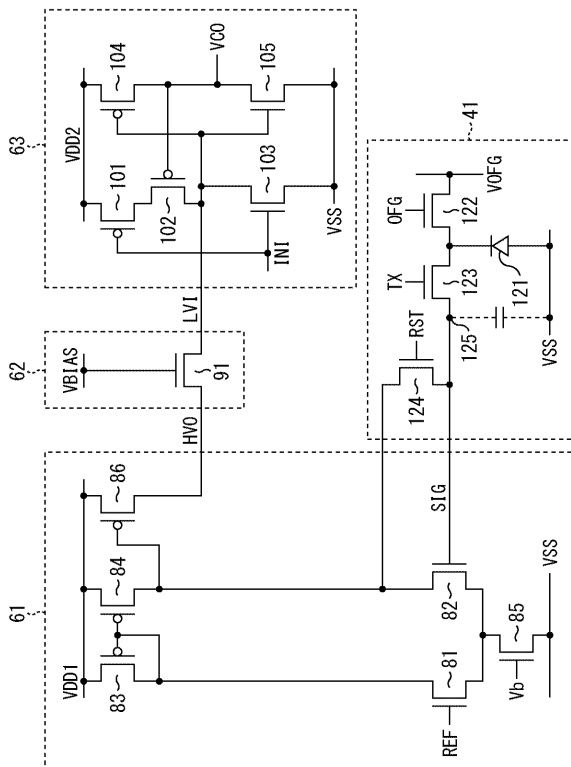 61
62
63
VDD1
83
84
86
HVO
VBIAS
91
LVI
VDD2
101
102
104
VCO
INI
103
105
VSS
REF
81
82
SIG
Vb
85
VSS
124
RST
125
TX
123
OFG
122
VOFG
121
VSS
41